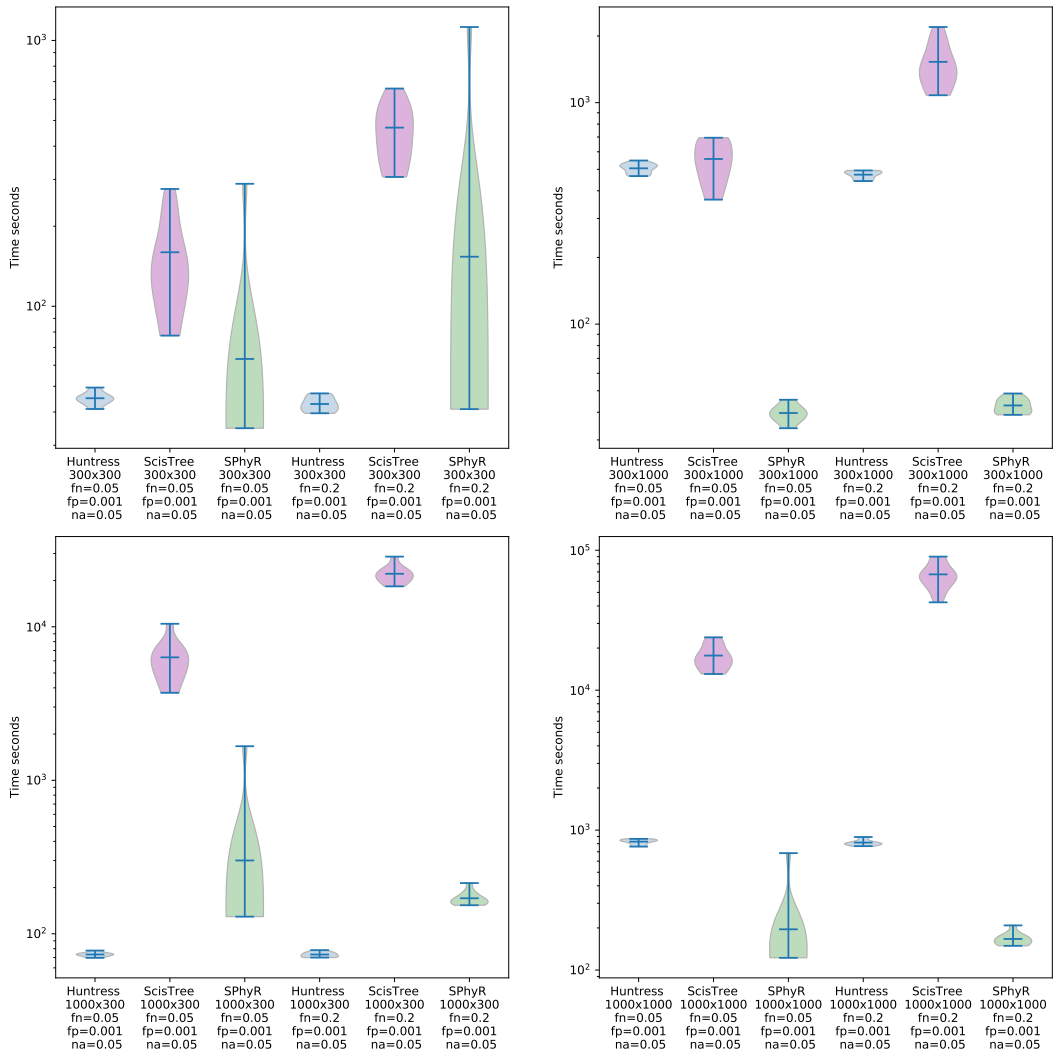 10³
10²
Time seconds
Huntress ScisTree SPhyR Huntress ScisTree SPhyR
300x300 300x300 300x300 300x300 300x300 300x300
fn=0.05 fn=0.05 fn=0.05 fn=0.2 fn=0.2 fn=0.2
fp=0.001 fp=0.001 fp=0.001 fp=0.001 fp=0.001 fp=0.001
na=0.05 na=0.05 na=0.05 na=0.05 na=0.05 na=0.05
10³
10²
Time seconds
Huntress ScisTree SPhyR Huntress ScisTree SPhyR
300x1000 300x1000 300x1000 300x1000 300x1000 300x1000
fn=0.05 fn=0.05 fn=0.05 fn=0.2 fn=0.2 fn=0.2
fp=0.001 fp=0.001 fp=0.001 fp=0.001 fp=0.001 fp=0.001
na=0.05 na=0.05 na=0.05 na=0.05 na=0.05 na=0.05
10⁴
10³
10²
Time seconds
Huntress ScisTree SPhyR Huntress ScisTree SPhyR
1000x300 1000x300 1000x300 1000x300 1000x300 1000x300
fn=0.05 fn=0.05 fn=0.05 fn=0.2 fn=0.2 fn=0.2
fp=0.001 fp=0.001 fp=0.001 fp=0.001 fp=0.001 fp=0.001
na=0.05 na=0.05 na=0.05 na=0.05 na=0.05 na=0.05
10⁵
10⁴
10³
10²
Time seconds
Huntress ScisTree SPhyR Huntress ScisTree SPhyR
1000x1000 1000x1000 1000x1000 1000x1000 1000x1000 1000x1000
fn=0.05 fn=0.05 fn=0.05 fn=0.2 fn=0.2 fn=0.2
fp=0.001 fp=0.001 fp=0.001 fp=0.001 fp=0.001 fp=0.001
na=0.05 na=0.05 na=0.05 na=0.05 na=0.05 na=0.05